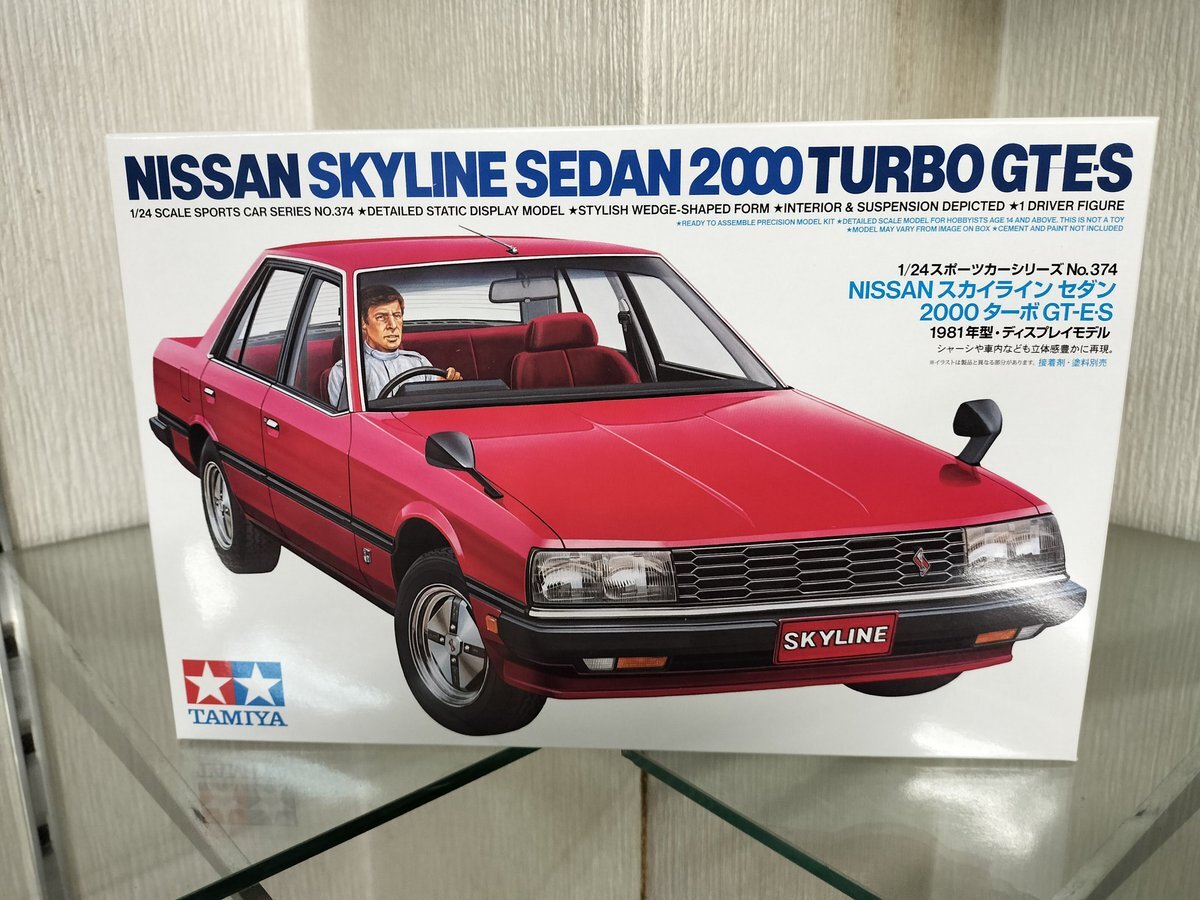 NISSAN SKYLINE SEDAN 2000 TURBO GT-E•S
1/24 SCALE SPORTS CAR SERIES NO.374 ★DETAILED STATIC DISPLAY MODEL ★STYLISH WEDGE-SHAPED FORM ★INTERIOR & SUSPENSION DEPICTED ★1 DRIVER FIGURE
★READY TO ASSEMBLE PRECISION MODEL KIT ★DETAILED SCALE MODEL FOR HOBBYISTS AGE 14 AND ABOVE. THIS IS NOT A TOY
★MODEL MAY VARY FROM IMAGE ON BOX ★CEMENT AND PAINT NOT INCLUDED
1/24スポーツカーシリーズ No.374
NISSAN スカイライン セダン
2000 ターボ GT-E•S
1981年型・ディスプレイモデル
シャーシや車内なども立体感豊かに再現。
※イラストは製品と異なる部分があります。接着剤・塗料別売
SKYLINE
TAMIYA